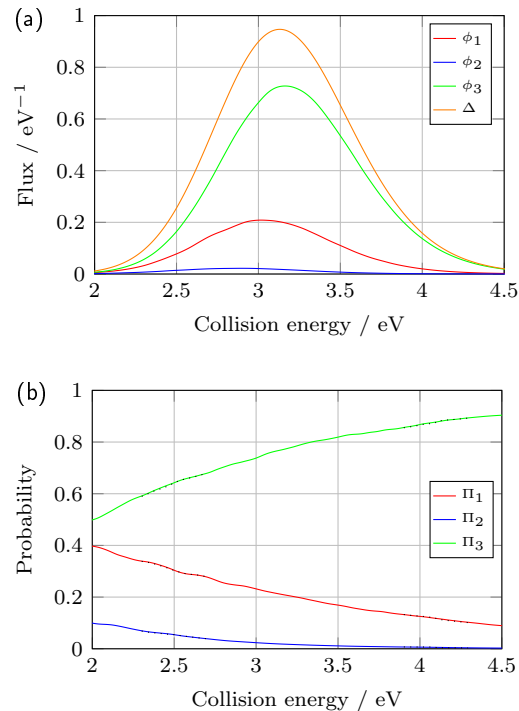 (a)
1
0.8
0.6
0.4
0.2
0
2 2.5 3 3.5 4 4.5
Flux / eV⁻¹
Collision energy / eV
ϕ₁
ϕ₂
ϕ₃
Δ
(b)
1
0.8
0.6
0.4
0.2
0
2 2.5 3 3.5 4 4.5
Probability
Collision energy / eV
Π₁
Π₂
Π₃